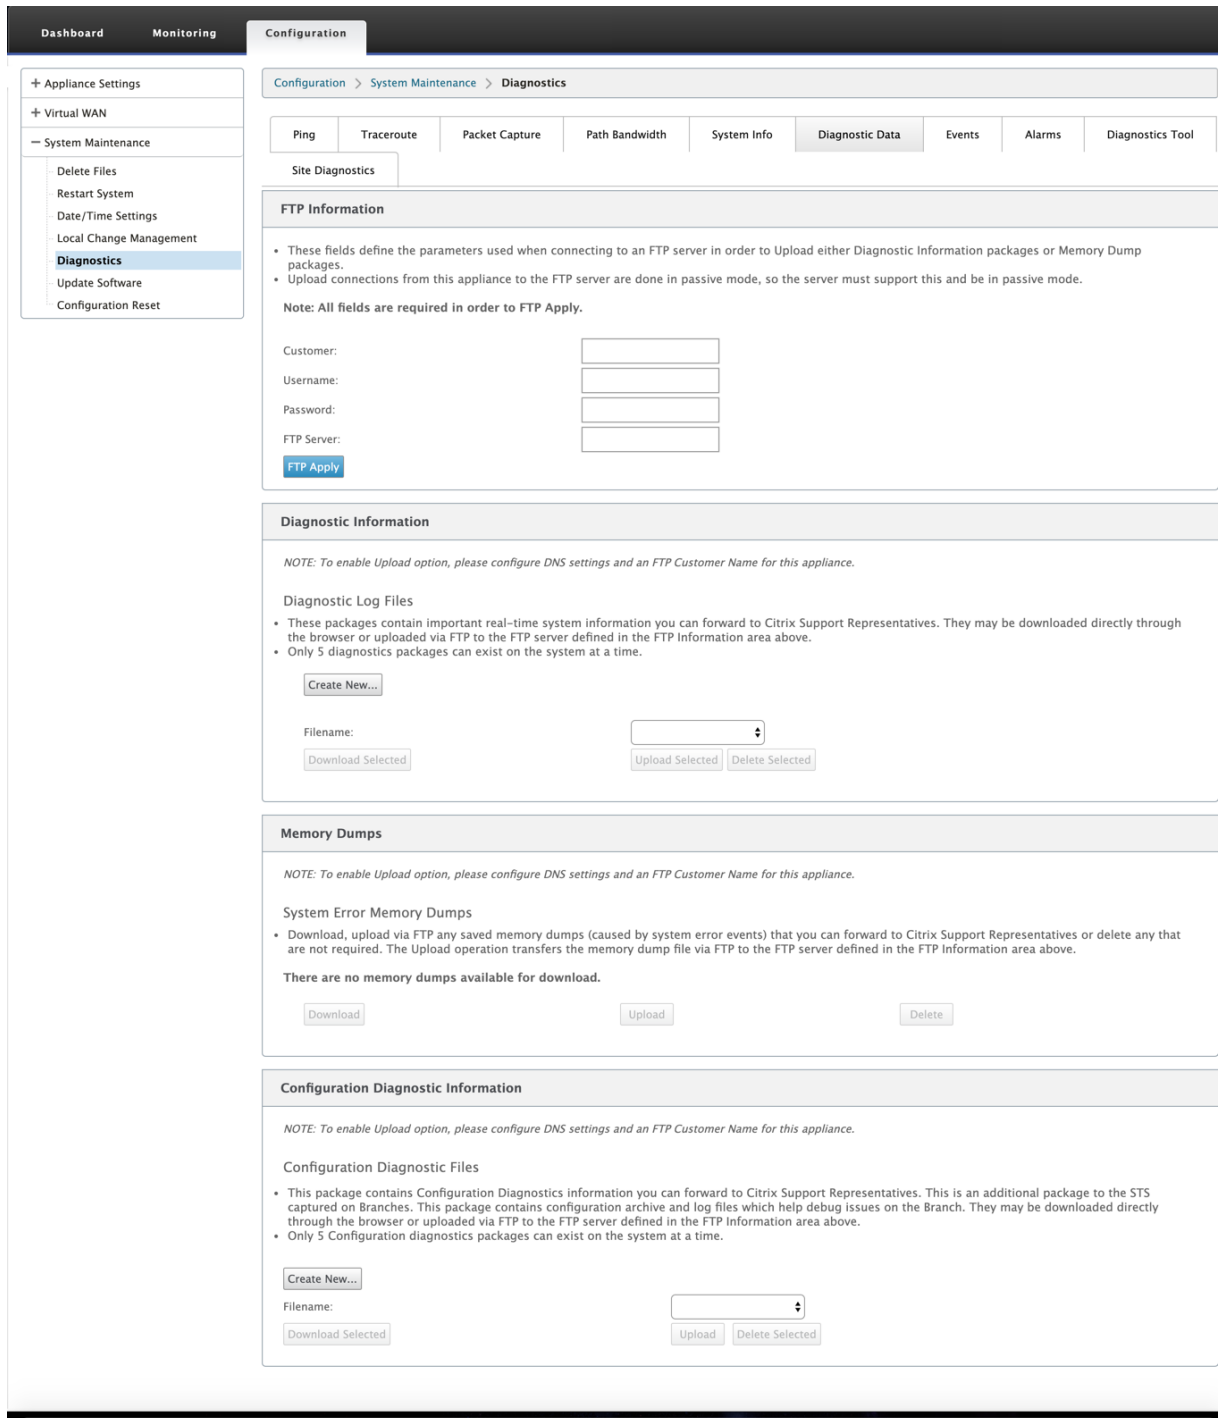 Dashboard Monitoring Configuration
+ Appliance Settings
+ Virtual WAN
− System Maintenance
Delete Files
Restart System
Date/Time Settings
Local Change Management
Diagnostics
Update Software
Configuration Reset
Configuration > System Maintenance > Diagnostics
Ping Traceroute Packet Capture Path Bandwidth System Info Diagnostic Data Events Alarms Diagnostics Tool
Site Diagnostics
FTP Information
• These fields define the parameters used when connecting to an FTP server in order to Upload either Diagnostic Information packages or Memory Dump
packages.
• Upload connections from this appliance to the FTP server are done in passive mode, so the server must support this and be in passive mode.
Note: All fields are required in order to FTP Apply.
Customer:
Username:
Password:
FTP Server:
FTP Apply
Diagnostic Information
NOTE: To enable Upload option, please configure DNS settings and an FTP Customer Name for this appliance.
Diagnostic Log Files
• These packages contain important real-time system information you can forward to Citrix Support Representatives. They may be downloaded directly through
the browser or uploaded via FTP to the FTP server defined in the FTP Information area above.
• Only 5 diagnostics packages can exist on the system at a time.
Create New...
Filename:
Download Selected Upload Selected Delete Selected
Memory Dumps
NOTE: To enable Upload option, please configure DNS settings and an FTP Customer Name for this appliance.
System Error Memory Dumps
• Download, upload via FTP any saved memory dumps (caused by system error events) that you can forward to Citrix Support Representatives or delete any that
are not required. The Upload operation transfers the memory dump file via FTP to the FTP server defined in the FTP Information area above.
There are no memory dumps available for download.
Download Upload Delete
Configuration Diagnostic Information
NOTE: To enable Upload option, please configure DNS settings and an FTP Customer Name for this appliance.
Configuration Diagnostic Files
• This package contains Configuration Diagnostics information you can forward to Citrix Support Representatives. This is an additional package to the STS
captured on Branches. This package contains configuration archive and log files which help debug issues on the Branch. They may be downloaded directly
through the browser or uploaded via FTP to the FTP server defined in the FTP Information area above.
• Only 5 Configuration diagnostics packages can exist on the system at a time.
Create New...
Filename:
Download Selected Upload Delete Selected